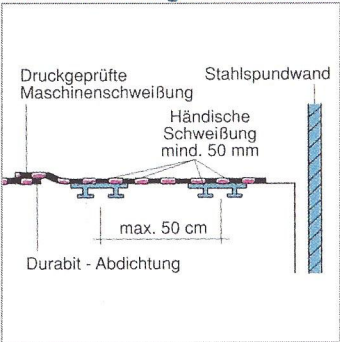 Druckgeprüfte
Maschinenschweißung
Stahlspundwand
Händische
Schweißung
mind. 50 mm
max. 50 cm
Durabit - Abdichtung